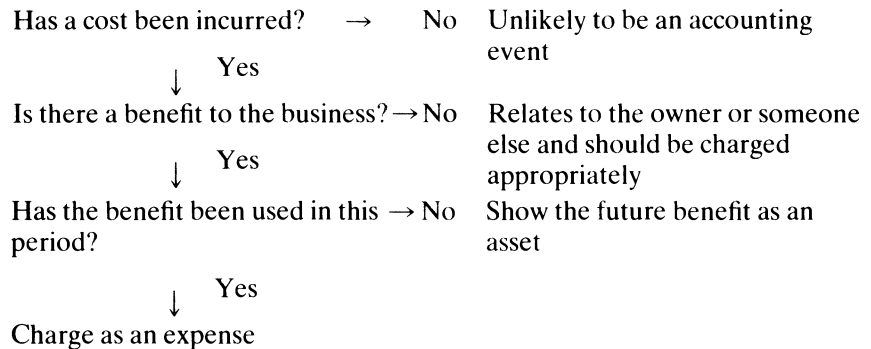 Has a cost been incurred? → No Unlikely to be an accounting
event
↓ Yes
Is there a benefit to the business? → No Relates to the owner or someone
else and should be charged
↓ Yes
appropriately
Has the benefit been used in this → No Show the future benefit as an
period? asset
↓ Yes
Charge as an expense